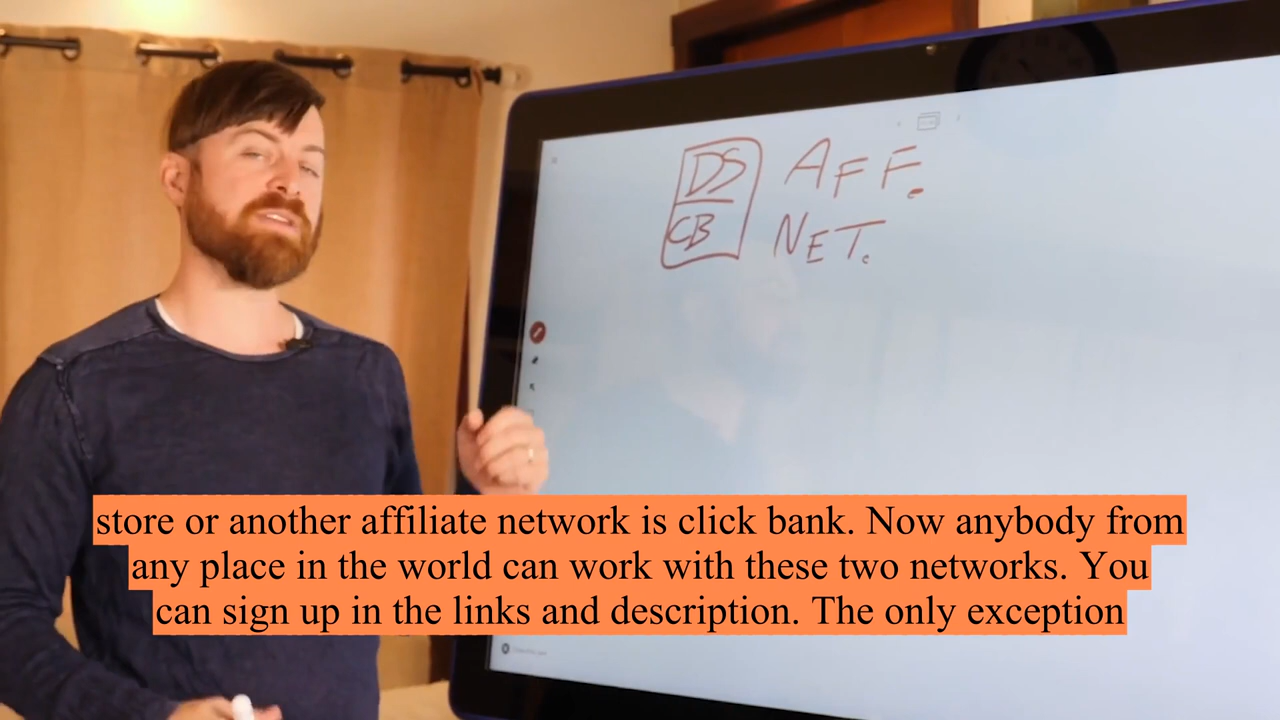 DS AFF.
CB NET.
store or another affiliate network is click bank. Now anybody from
any place in the world can work with these two networks. You
can sign up in the links and description. The only exception